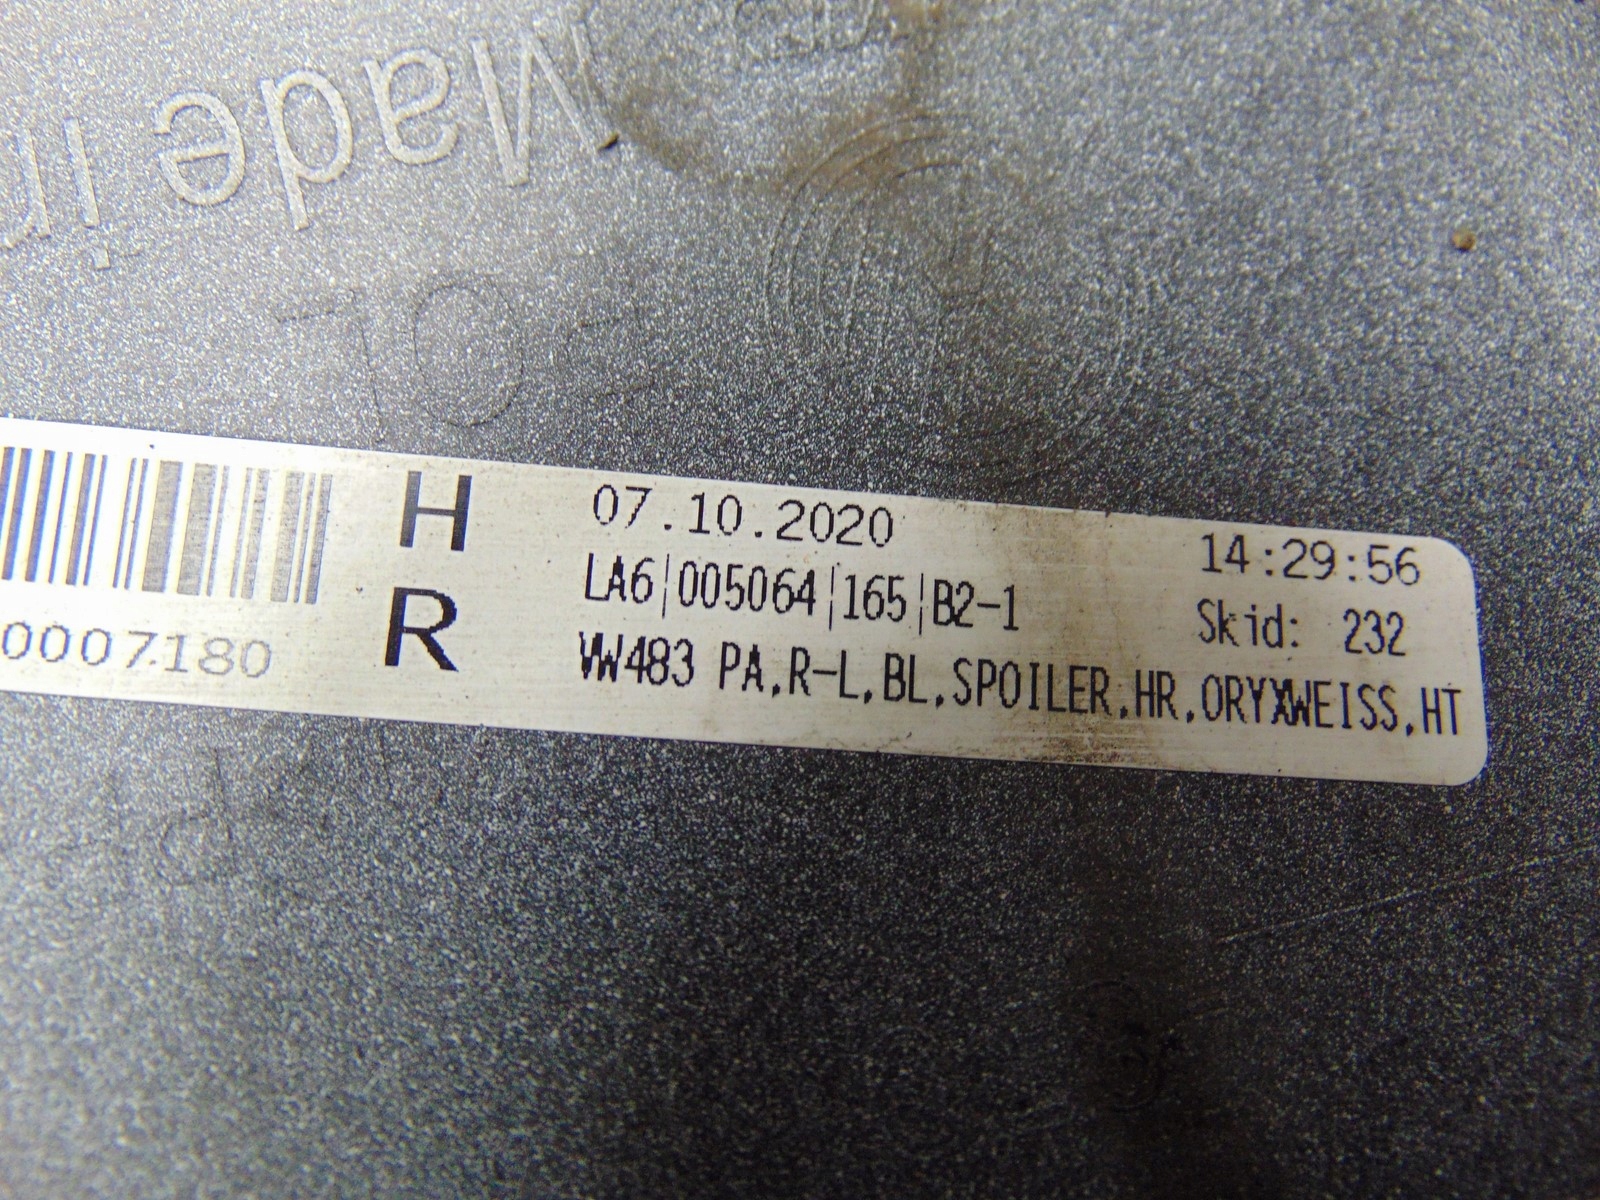 Made in
H
07.10.2020
14:29:56
LA6|005064|165|B2-1
Skid: 232
0007180
R
VW483 PA,R-L,BL,SPOILER,HR,ORYXWEISS,HT